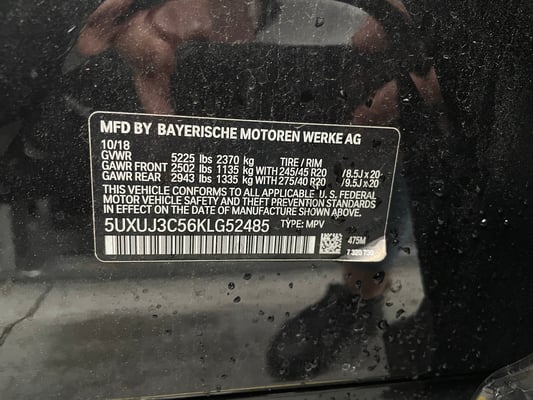 MFD BY BAYERISCHE MOTOREN WERKE AG
10/18
GVWR 5225 lbs 2370 kg TIRE / RIM
GAWR FRONT 2502 lbs 1135 kg WITH 245/45 R20 /8.5J x 20
GAWR REAR 2943 lbs 1335 kg WITH 275/40 R20 /9.5J x 20
THIS VEHICLE CONFORMS TO ALL APPLICABLE U. S. FEDERAL
MOTOR VEHICLE SAFETY AND THEFT PREVENTION STANDARDS
IN EFFECT ON THE DATE OF MANUFACTURE SHOWN ABOVE.
5UXUJ3C56KLG52485 TYPE: MPV
475M
7 320 730